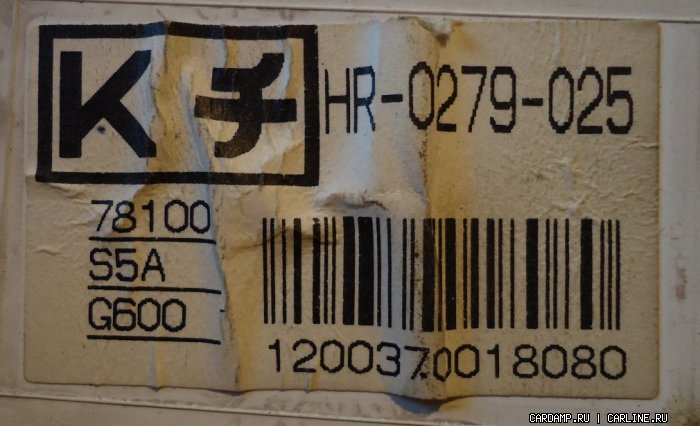 K チ
HR-0279-025
78100
S5A
G600
1200370018080
CARDAMP.RU | CARLINE.RU